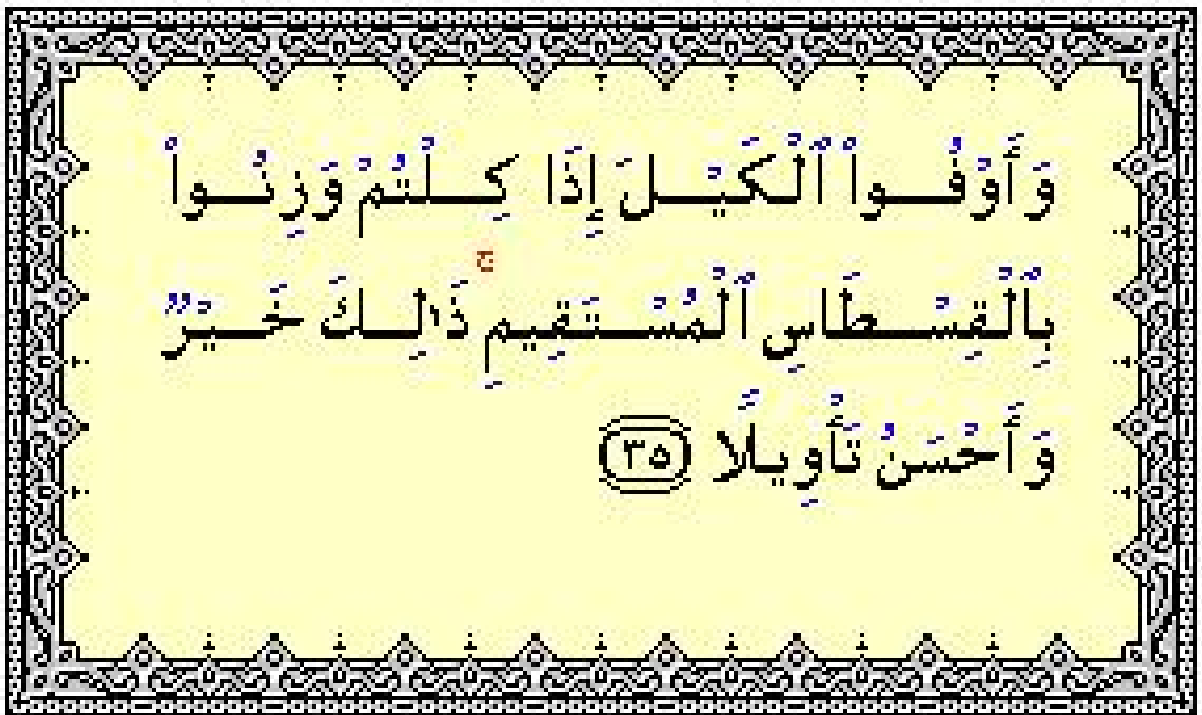 وَأَوْفُوا۟ ٱلْكَيْلَ إِذَا كِلْتُمْ وَزِنُوا۟
بِٱلْقِسْطَاسِ ٱلْمُسْتَقِيمِ ۚ ذَٰلِكَ خَيْرٌ
وَأَحْسَنُ تَأْوِيلًا ٣٥